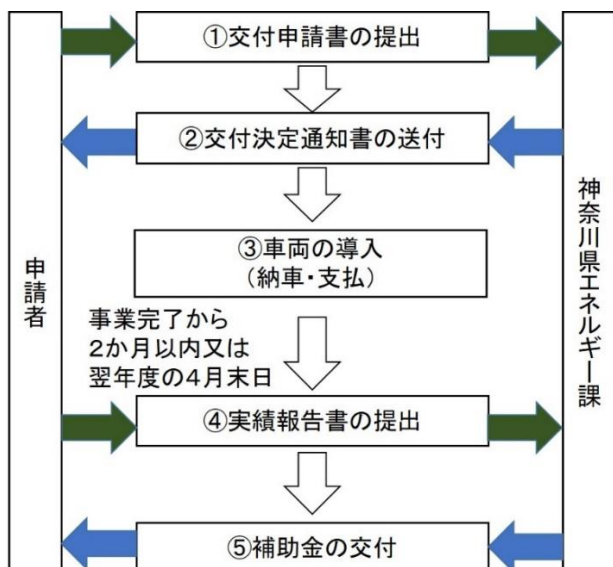 ①交付申請書の提出
②交付決定通知書の送付
③車両の導入
(納車・支払)
事業完了から
2か月以内又は
翌年度の4月末日
④実績報告書の提出
⑤補助金の交付
申請者
神奈川県エネルギー課